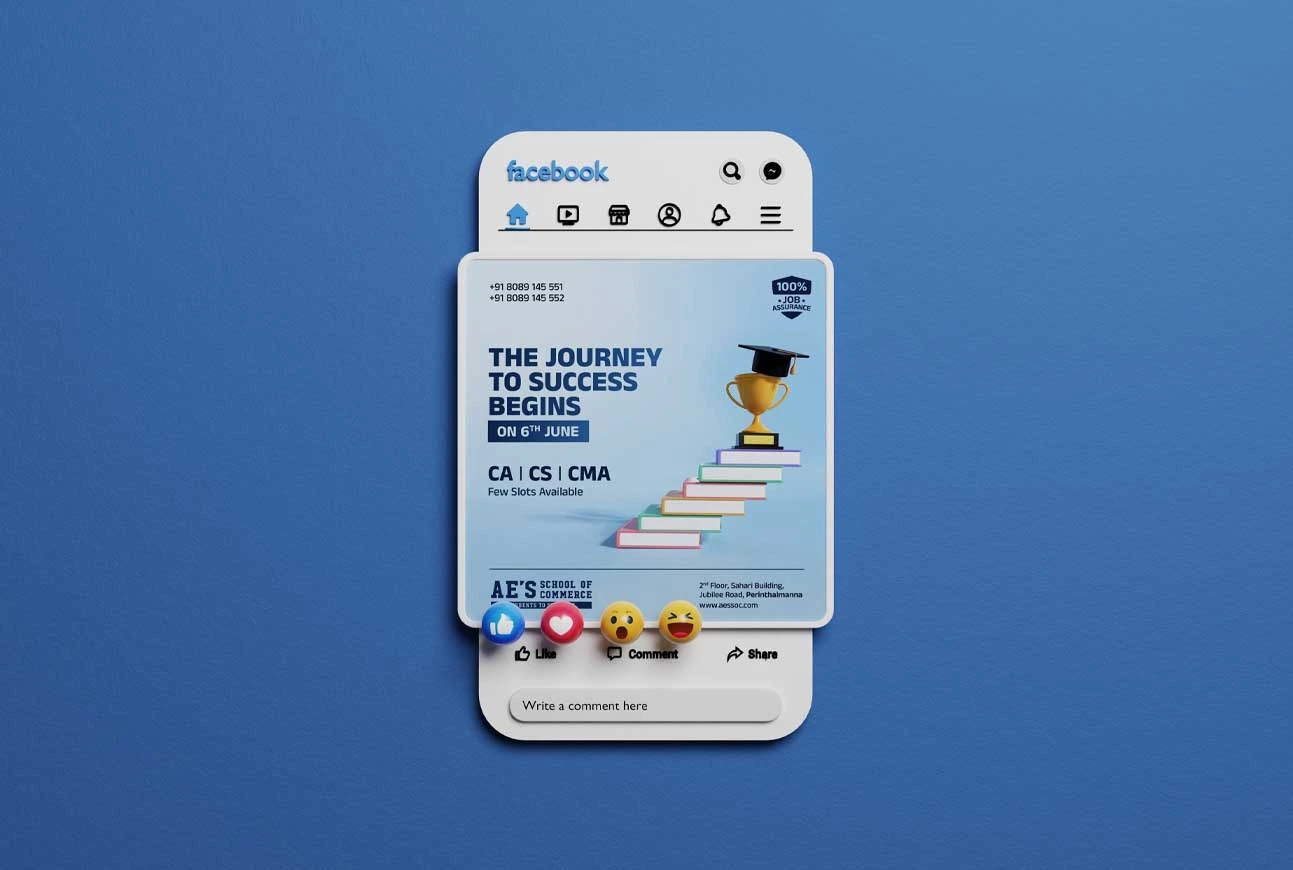 facebook
+91 8089 145 551
+91 8089 145 552
100%
• JOB •
ASSURANCE
THE JOURNEY
TO SUCCESS
BEGINS
ON 6TH JUNE
CA | CS | CMA
Few Slots Available
AE'S SCHOOL OF
COMMERCE
2nd Floor, Sahari Building,
Jubilee Road, Perinthalmanna
www.aessoc.com
Like
Comment
Share
Write a comment here